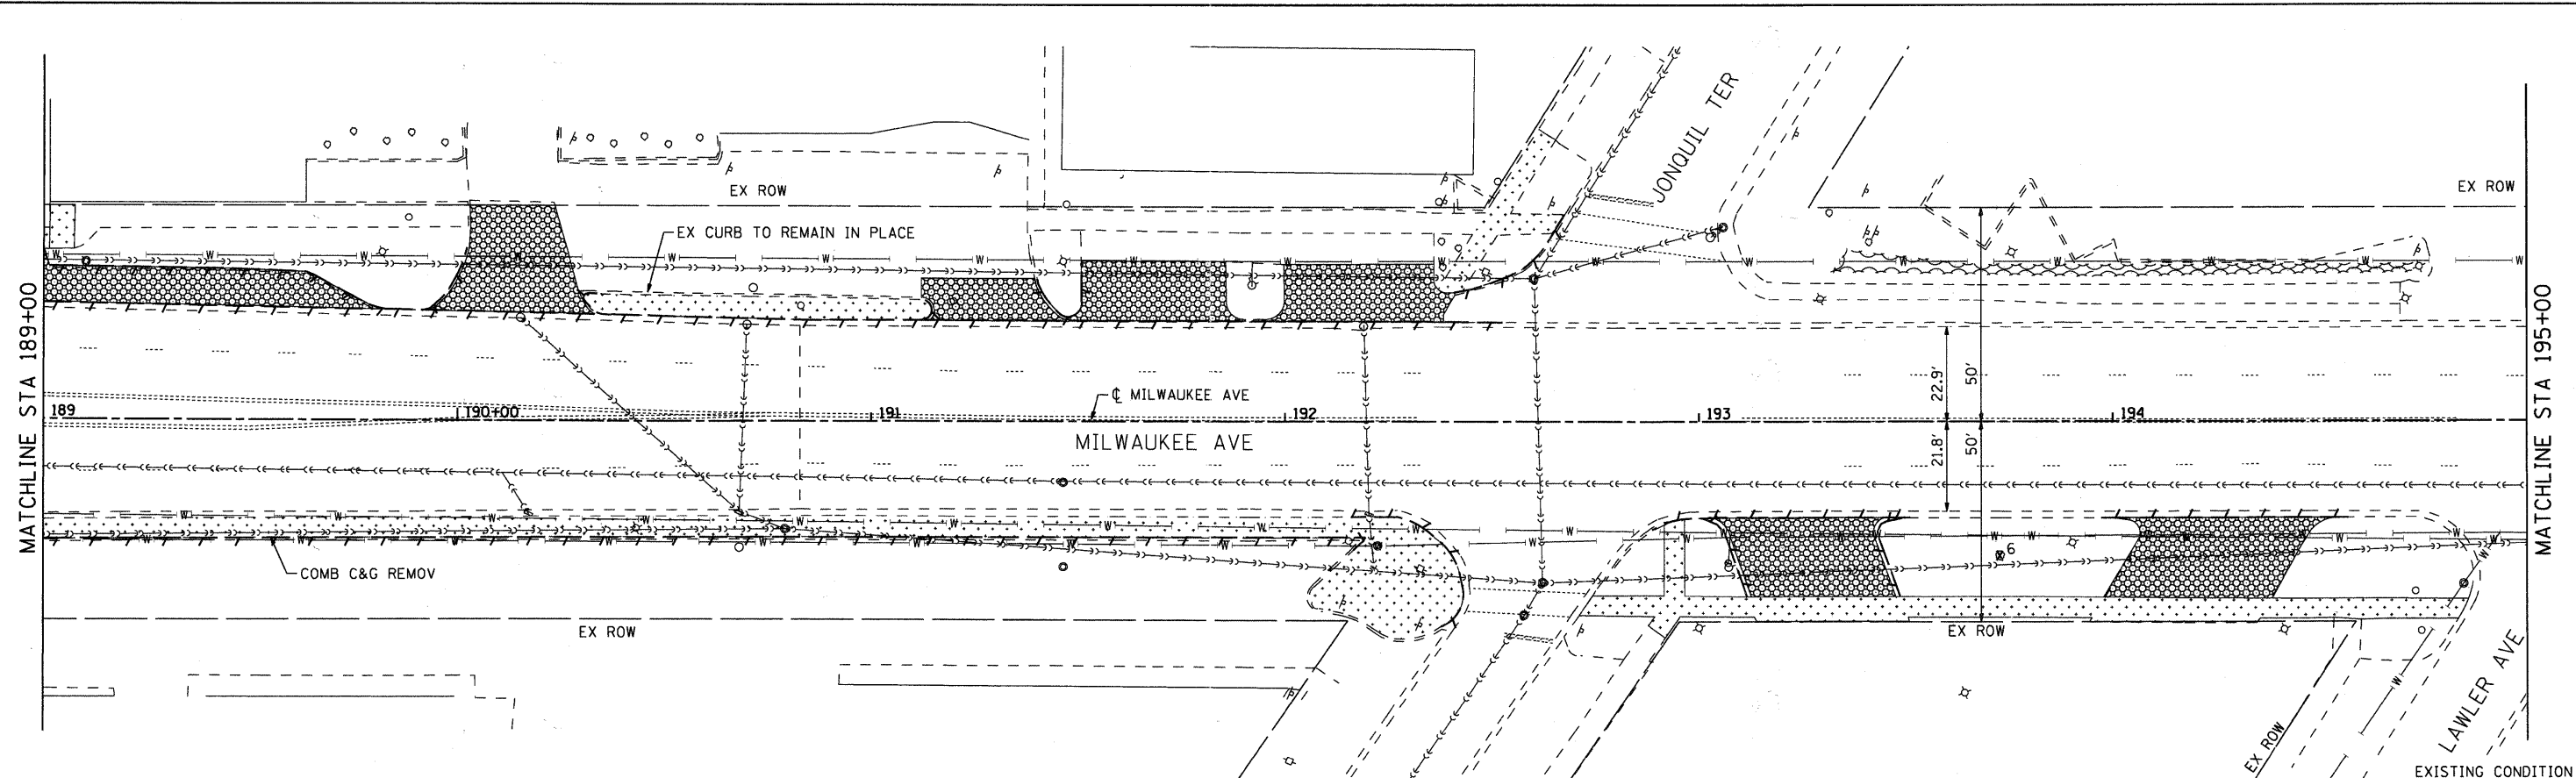 JONQUIL TER
EX ROW
EX ROW
EX CURB TO REMAIN IN PLACE
W W W W W W W W W W W W W W W W W
MATCHLINE STA 189+00
MATCHLINE STA 195+00
℄ MILWAUKEE AVE
22.9'
50'
189
190+00
191
192
193
194
MILWAUKEE AVE
21.8'
50'
W W W W W W W W W W W
W W W W W W W W W W W W W W
6
COMB C&G REMOV
EX ROW
EX ROW
W
W
EX ROW
LAWLER AVE
EXISTING CONDITION